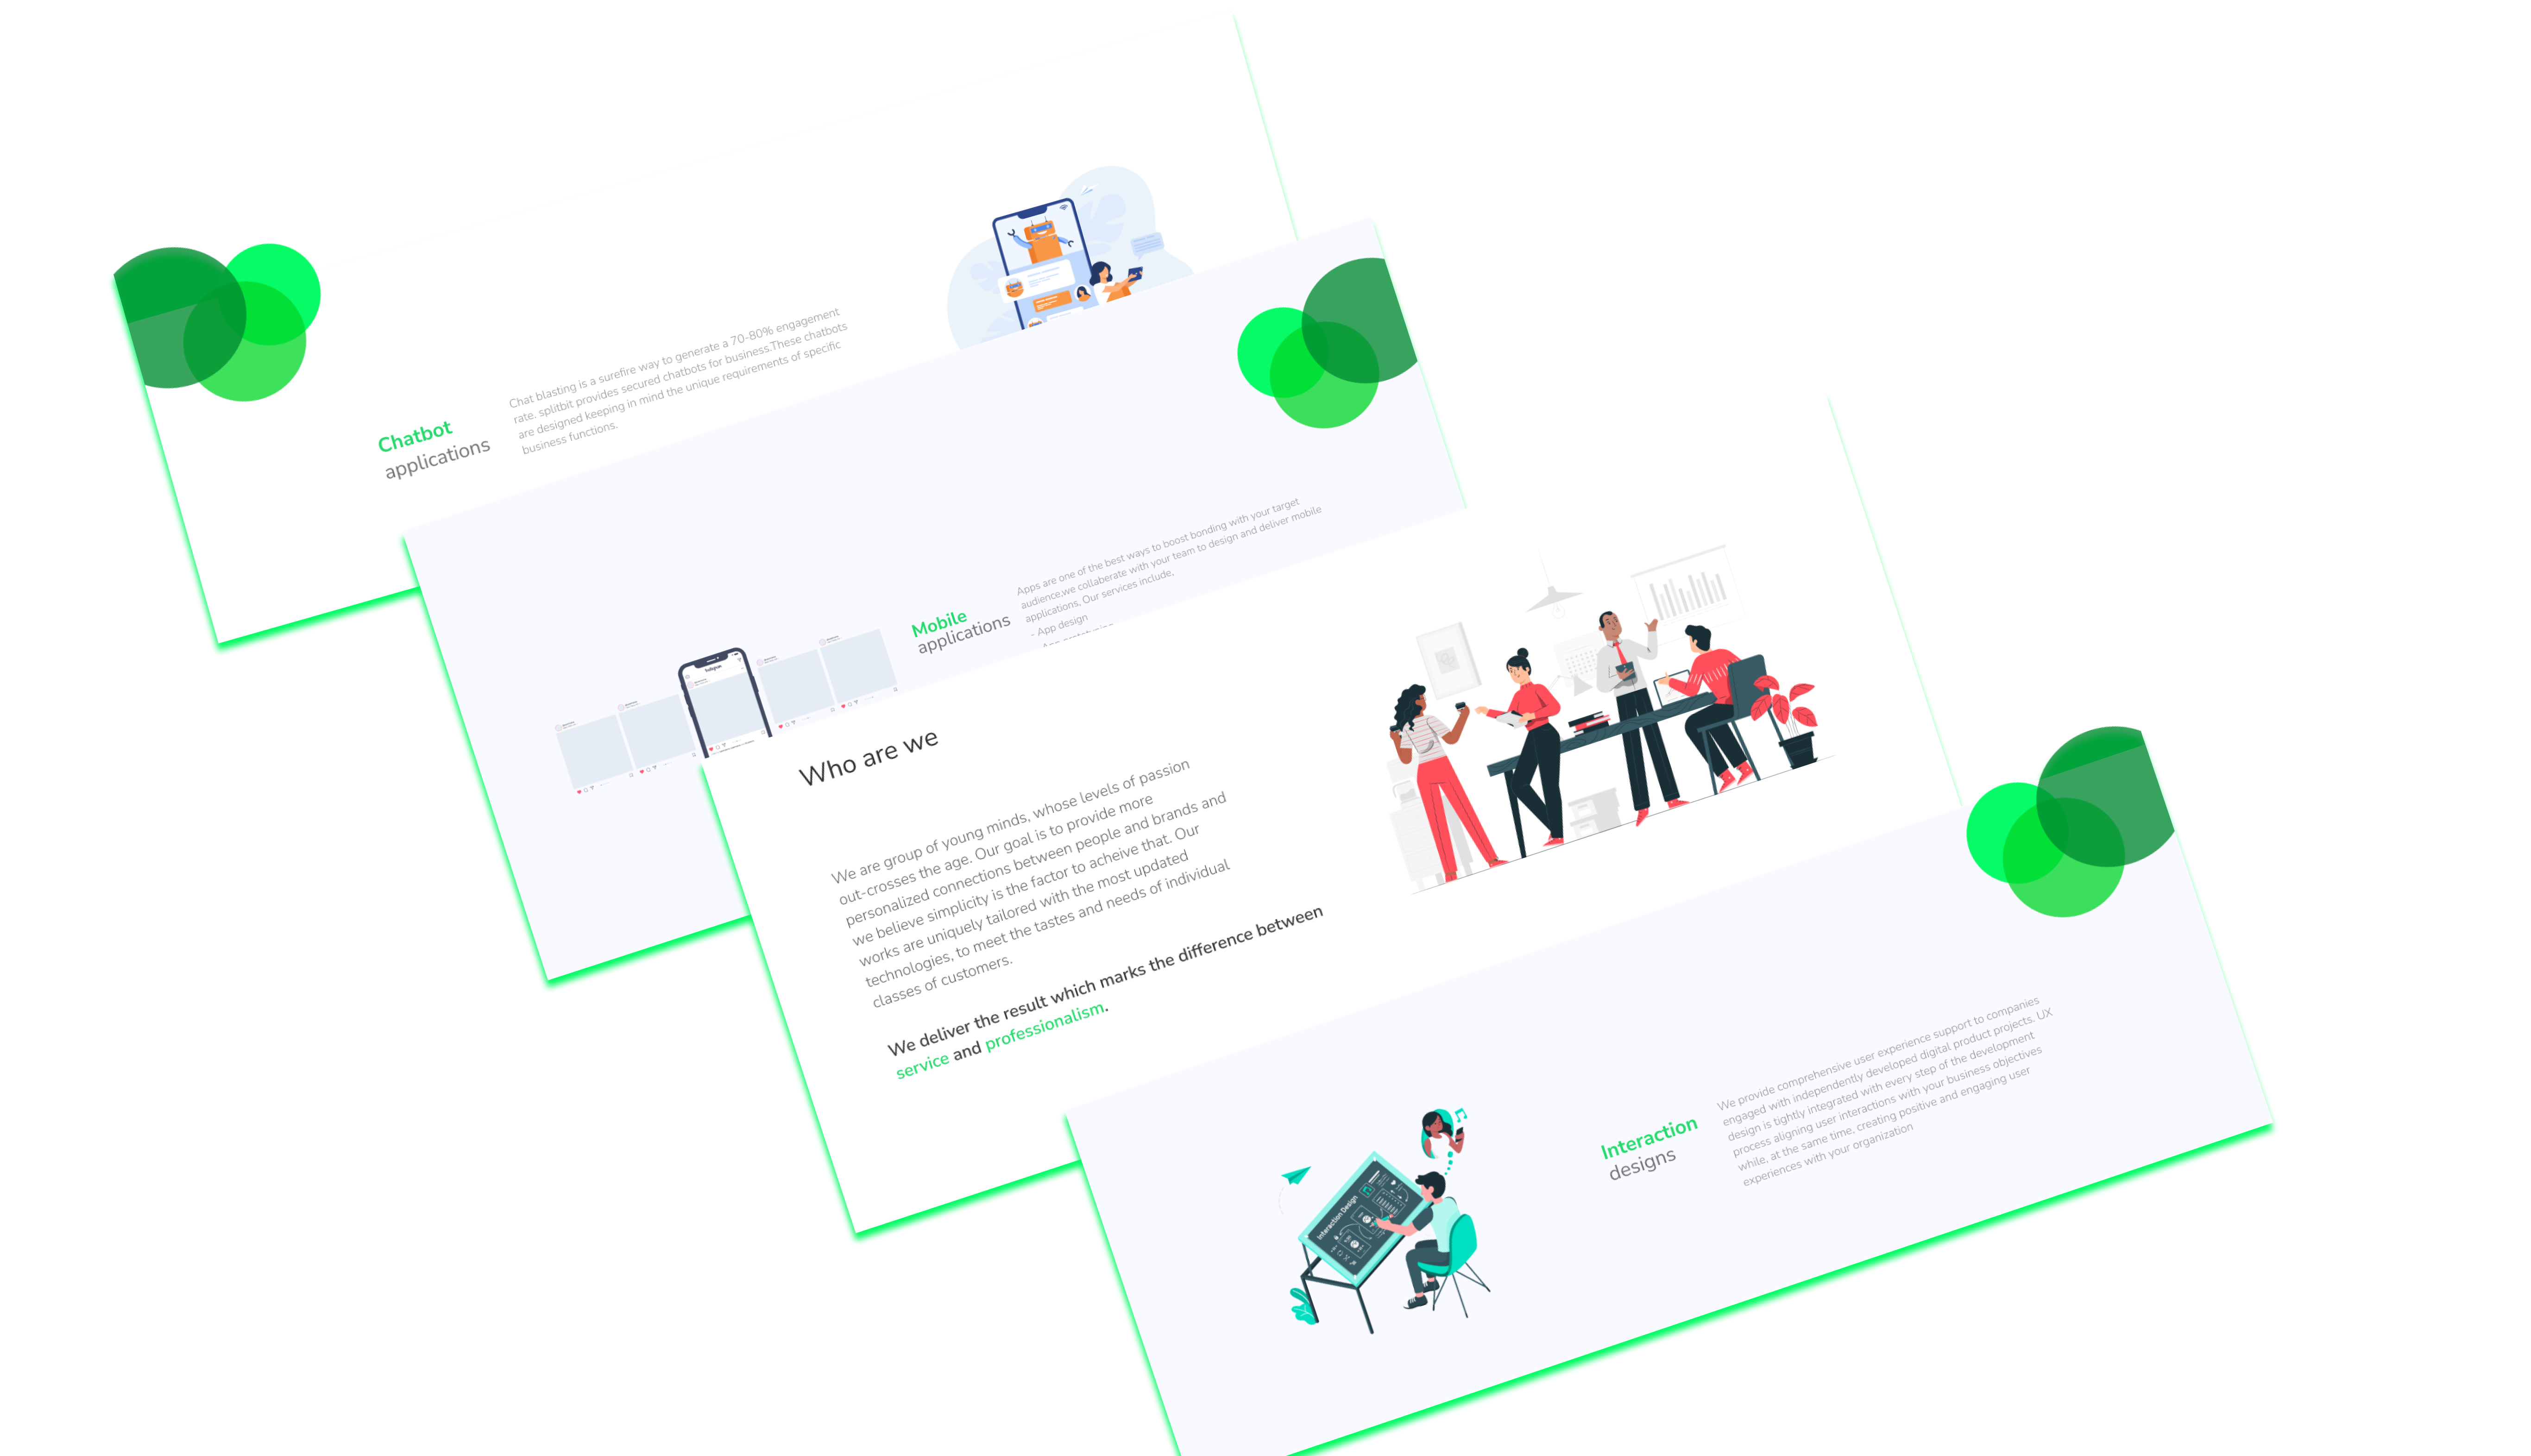 Chatbot
applications
Chat blasting is a surefire way to generate a 70-80% engagement
rate. splitbit provides secured chatbots for business.These chatbots
are designed keeping in mind the unique requirements of specific
business functions.
Mobile
applications
Apps are one of the best ways to boost bonding with your target
audience,we collaberate with your team to design and deliver mobile
applications, Our services include,
- App design
Who are we
We are group of young minds, whose levels of passion
out-crosses the age. Our goal is to provide more
personalized connections between people and brands and
we believe simplicity is the factor to acheive that. Our
works are uniquely tailored with the most updated
technologies, to meet the tastes and needs of individual
classes of customers.
We deliver the result which marks the difference between
service and professionalism.
Interaction Design
Interaction
designs
We provide comprehensive user experience support to companies
engaged with independently developed digital product projects. UX
design is tightly integrated with every step of the development
process aligning user interactions with your business objectives
while, at the same time, creating positive and engaging user
experiences with your organization